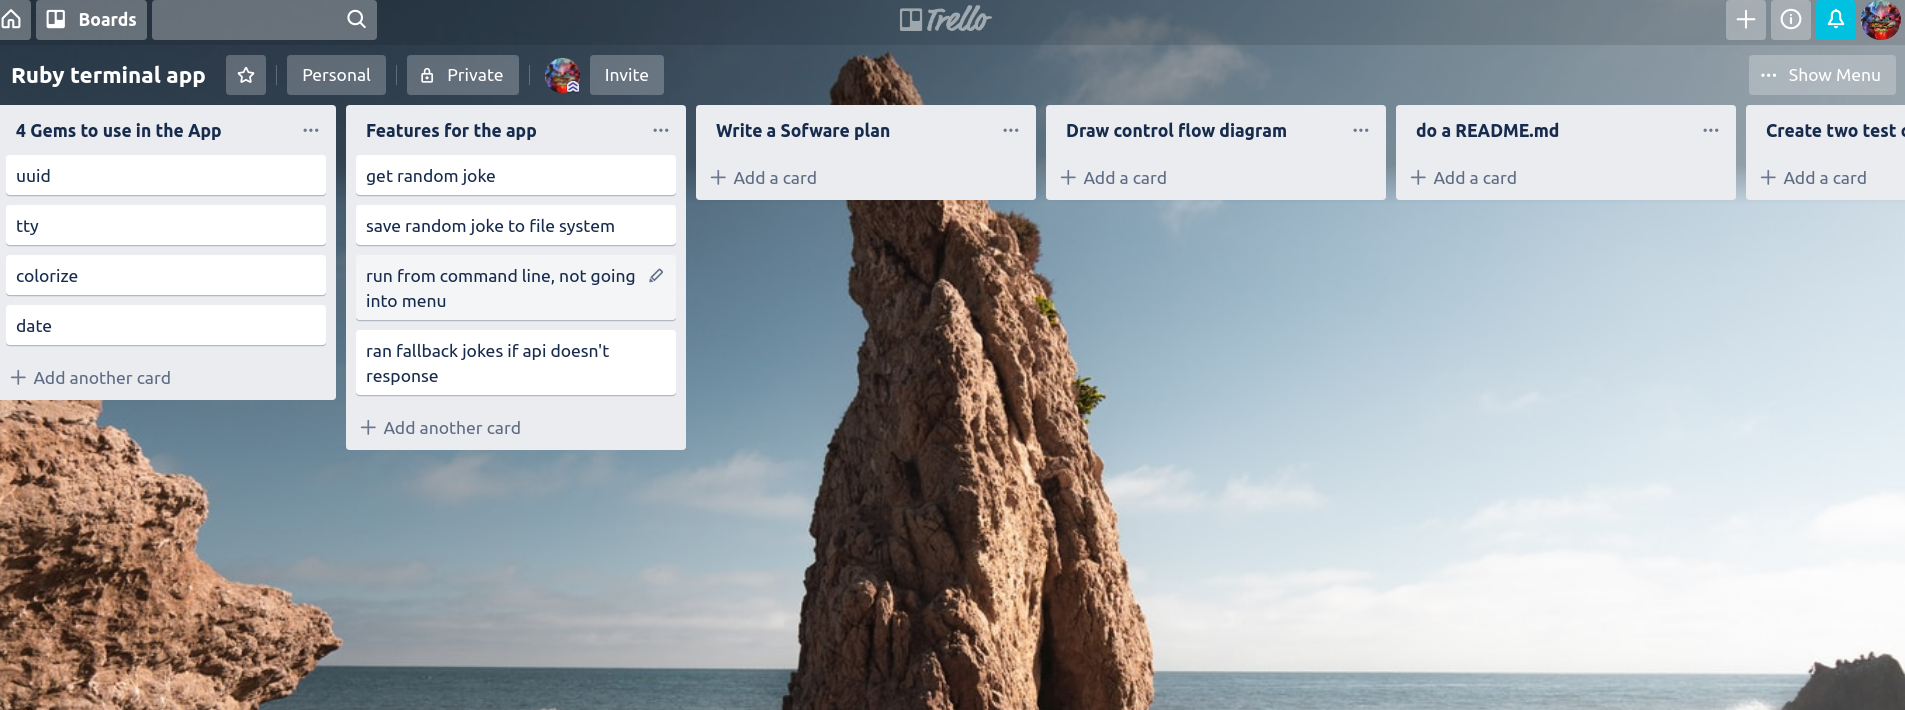 Boards
Trello
Ruby terminal app
Personal
Private
Invite
Show Menu
4 Gems to use in the App
uuid
tty
colorize
date
Add another card
Features for the app
get random joke
save random joke to file system
run from command line, not going
into menu
ran fallback jokes if api doesn't
response
Add another card
Write a Sofware plan
Add a card
Draw control flow diagram
Add a card
do a README.md
Add a card
Create two test
Add a card